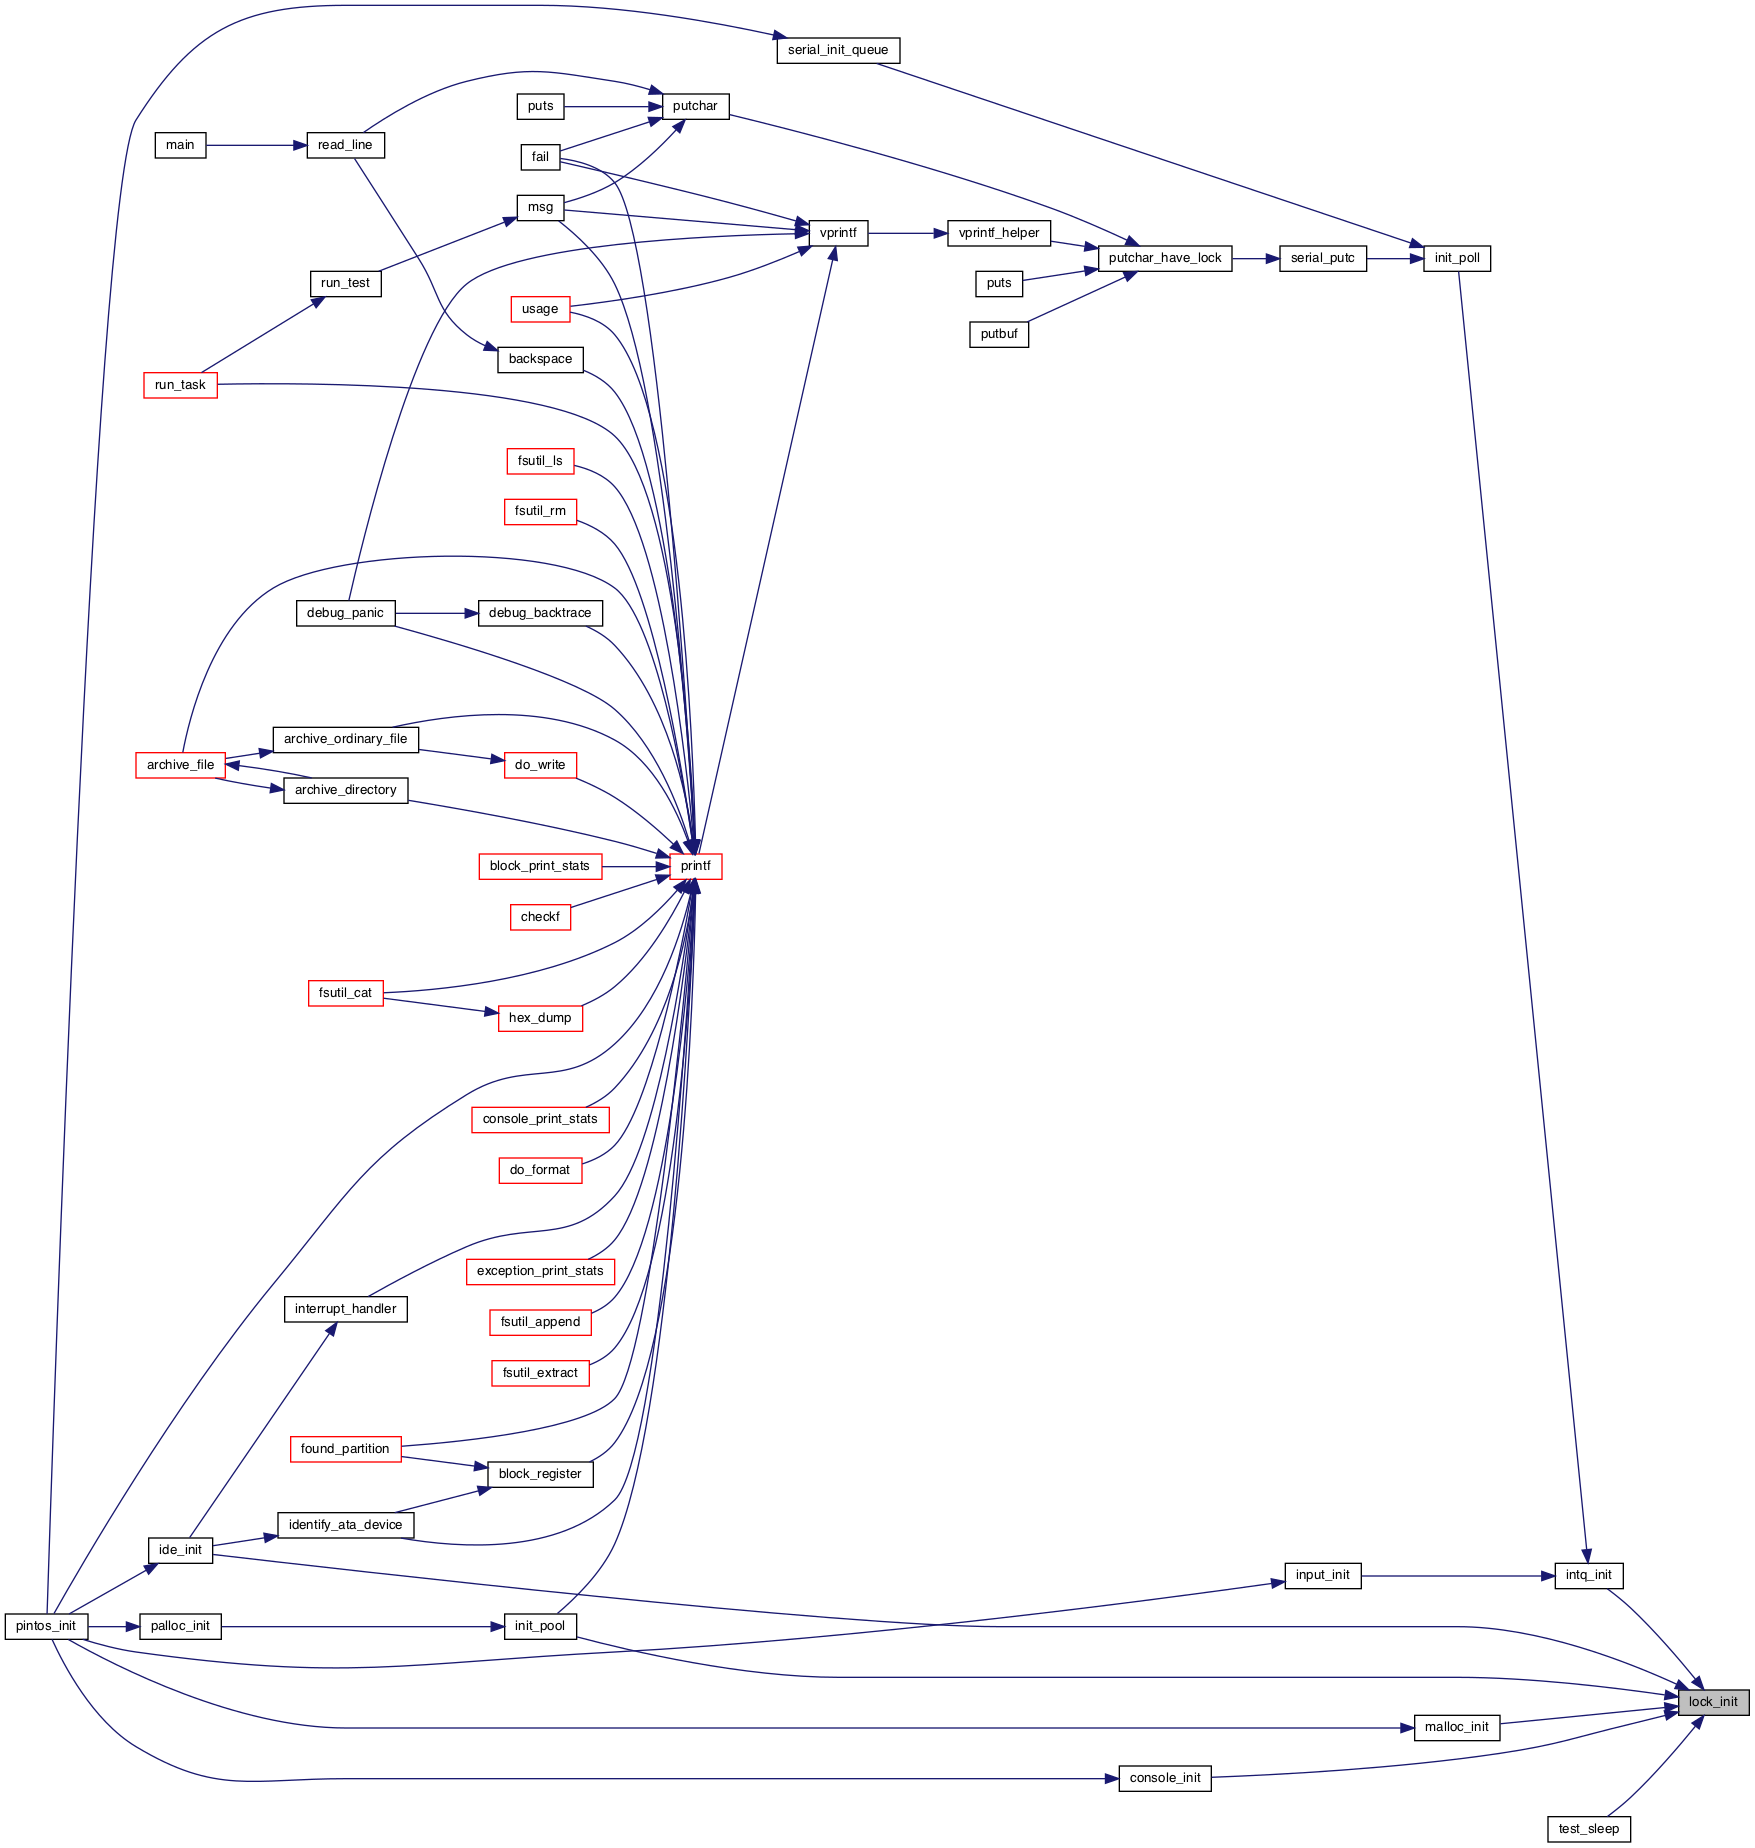 serial_init_queue
putchar
puts
main
read_line
fail
msg
vprintf
vprintf_helper
putchar_have_lock
serial_putc
init_poll
run_test
puts
usage
putbuf
backspace
run_task
fsutil_ls
fsutil_rm
debug_panic
debug_backtrace
archive_ordinary_file
archive_file
do_write
archive_directory
block_print_stats
printf
checkf
fsutil_cat
hex_dump
console_print_stats
do_format
exception_print_stats
interrupt_handler
fsutil_append
fsutil_extract
found_partition
block_register
identify_ata_device
ide_init
input_init
intq_init
pintos_init
palloc_init
init_pool
lock_init
malloc_init
console_init
test_sleep